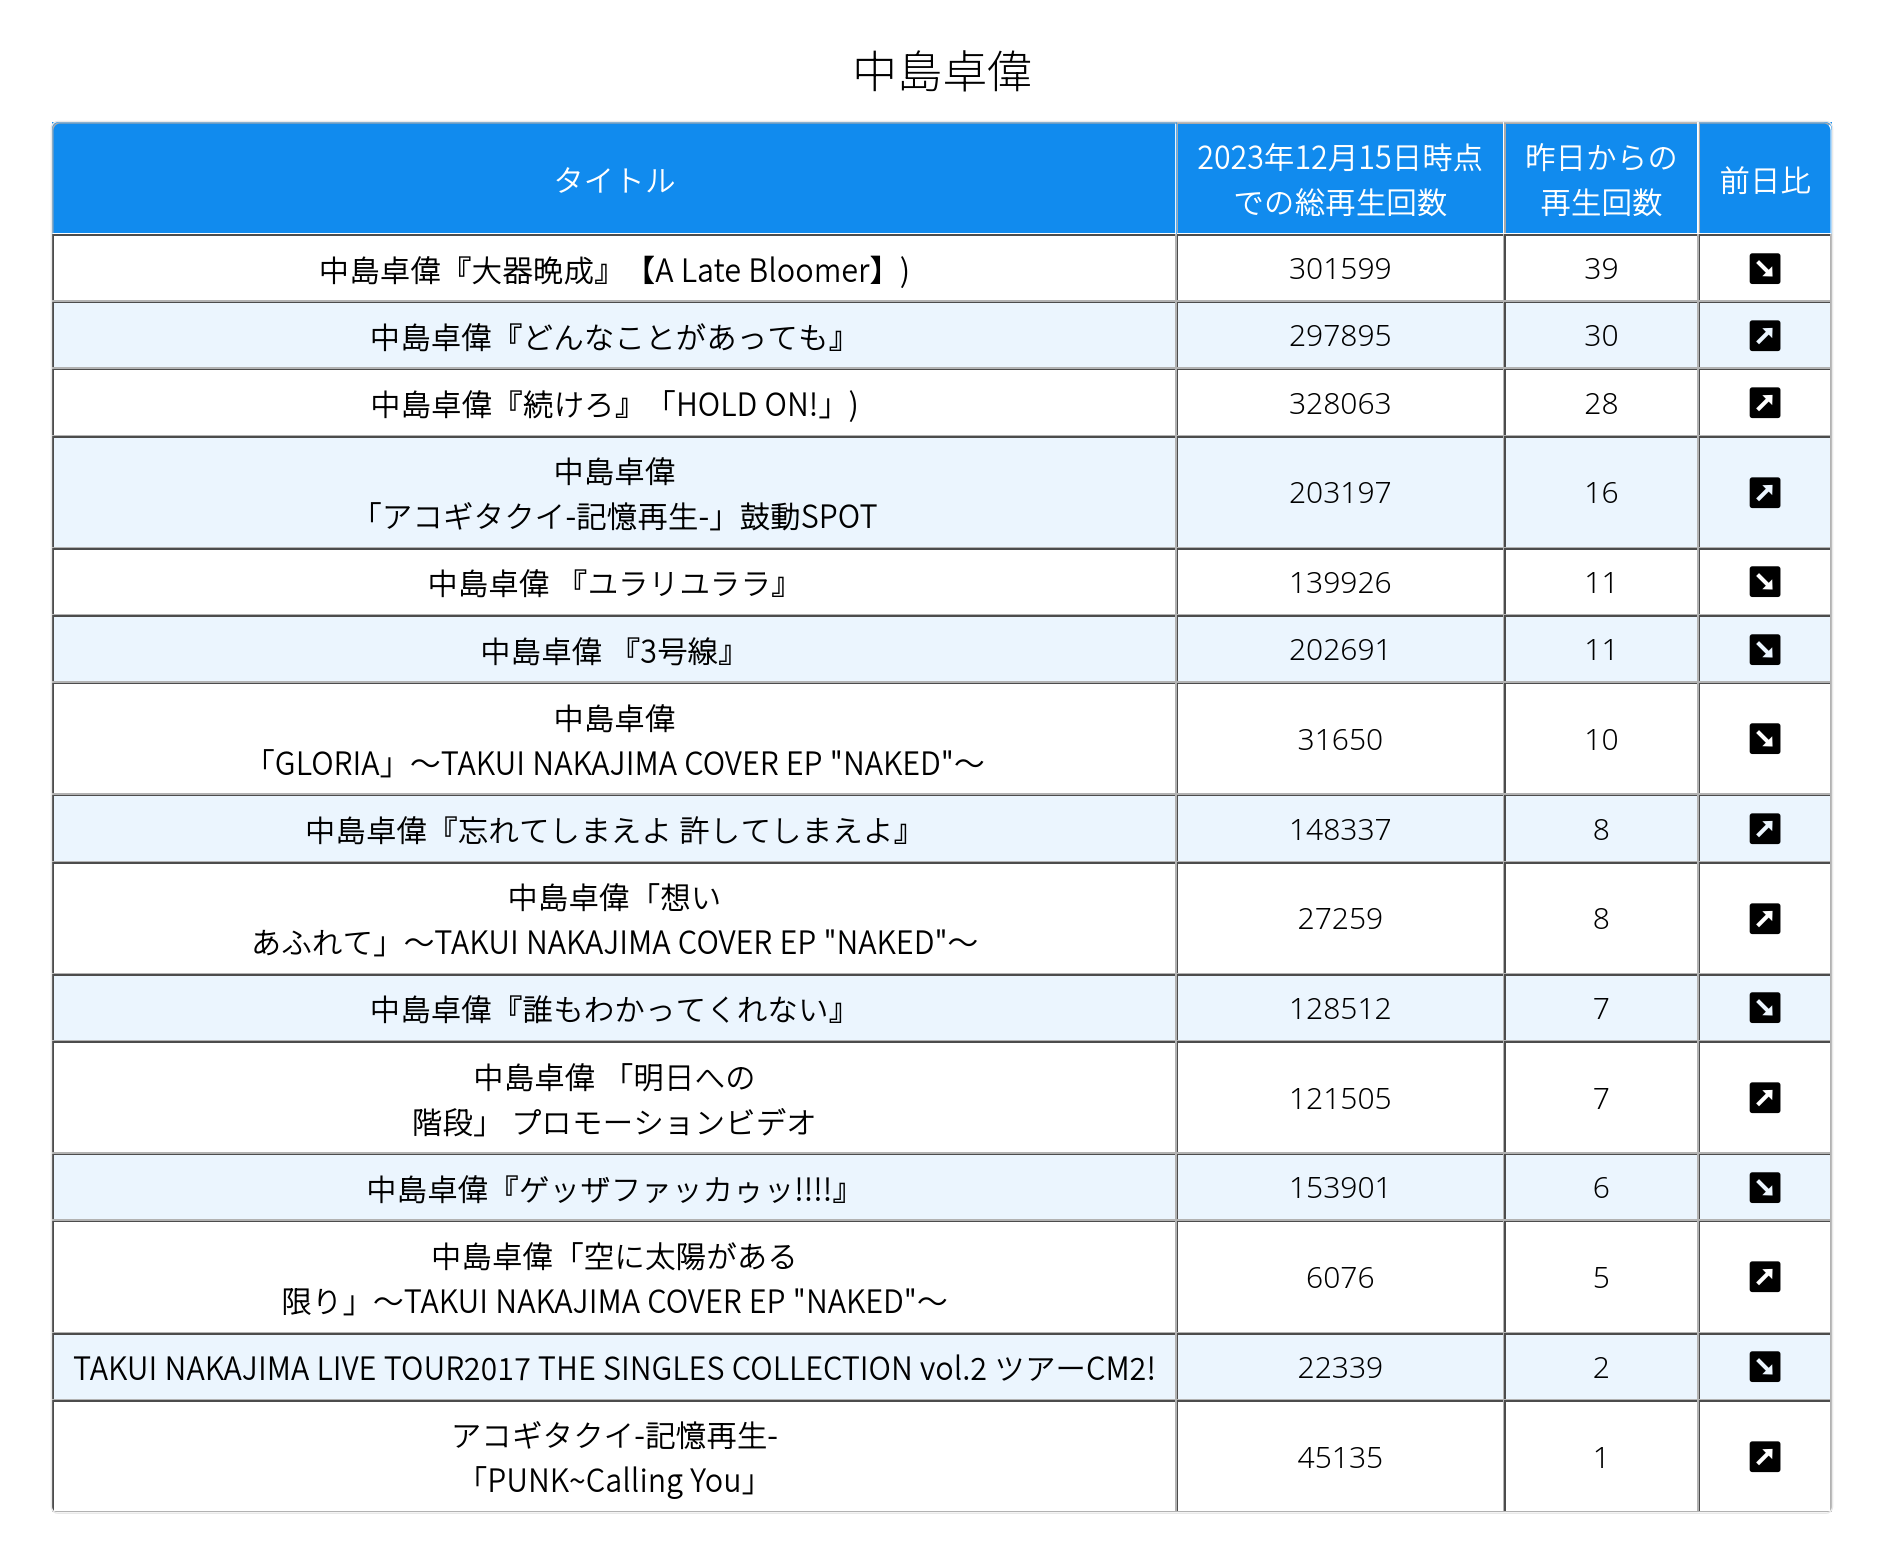 中島卓偉
タイトル
2023年12月15日時点
での総再生回数
昨日からの
再生回数
前日比
中島卓偉『大器晩成』【A Late Bloomer】) 301599 39 ↘
中島卓偉『どんなことがあっても』 297895 30 ↗
中島卓偉『続けろ』「HOLD ON!」) 328063 28 ↗
中島卓偉
「アコギタクイ-記憶再生-」鼓動SPOT 203197 16 ↗
中島卓偉 『ユラリユララ』 139926 11 ↘
中島卓偉 『3号線』 202691 11 ↘
中島卓偉
「GLORIA」～TAKUI NAKAJIMA COVER EP "NAKED"～ 31650 10 ↘
中島卓偉『忘れてしまえよ 許してしまえよ』 148337 8 ↗
中島卓偉「想い
あふれて」～TAKUI NAKAJIMA COVER EP "NAKED"～ 27259 8 ↗
中島卓偉『誰もわかってくれない』 128512 7 ↘
中島卓偉 「明日への
階段」 プロモーションビデオ 121505 7 ↗
中島卓偉『ゲッザファッカゥッ!!!!』 153901 6 ↘
中島卓偉「空に太陽がある
限り」～TAKUI NAKAJIMA COVER EP "NAKED"～ 6076 5 ↗
TAKUI NAKAJIMA LIVE TOUR2017 THE SINGLES COLLECTION vol.2 ツアーCM2! 22339 2 ↘
アコギタクイ-記憶再生-
「PUNK~Calling You」 45135 1 ↗